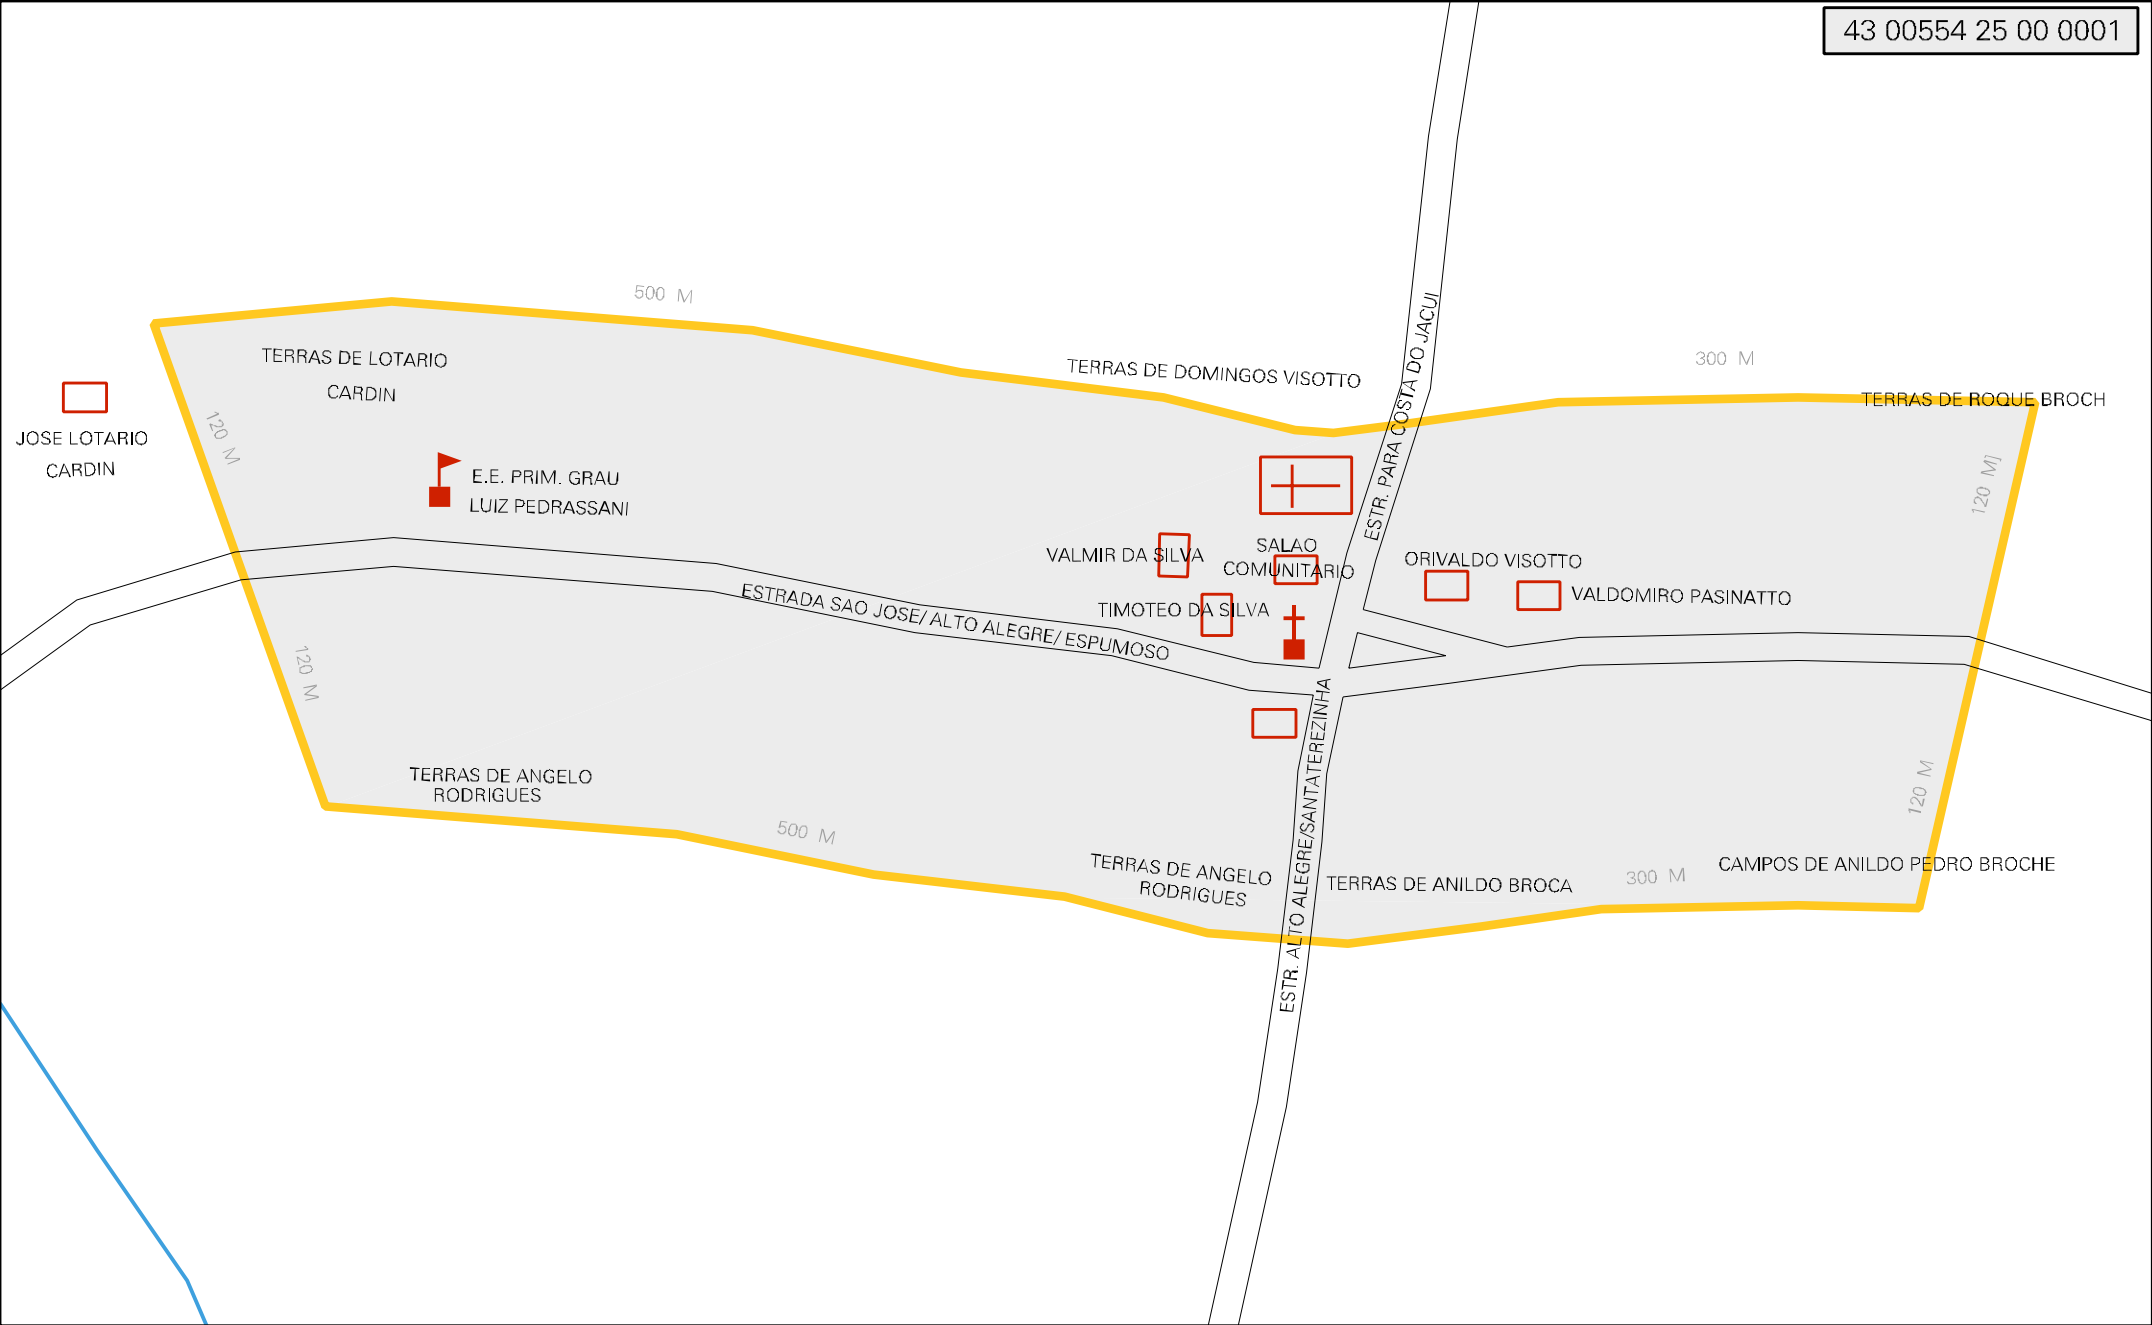 43 00554 25 00 0001
500 M
TERRAS DE LOTARIO
CARDIN
TERRAS DE DOMINGOS VISOTTO
ESTR. PARA COSTA DO JACUI
300 M
TERRAS DE ROQUE BROCH
JOSE LOTARIO
CARDIN
120 M
E.E. PRIM. GRAU
LUIZ PEDRASSANI
120 M]
VALMIR DA SILVA
SALAO
COMUNITARIO
ORIVALDO VISOTTO
VALDOMIRO PASINATTO
TIMOTEO DA SILVA
ESTRADA SAO JOSE/ ALTO ALEGRE/ ESPUMOSO
120 M
ESTR. ALTO ALEGRE/SANTATEREZINHA
120 M
TERRAS DE ANGELO
RODRIGUES
500 M
TERRAS DE ANGELO
RODRIGUES
TERRAS DE ANILDO BROCA
300 M
CAMPOS DE ANILDO PEDRO BROCHE